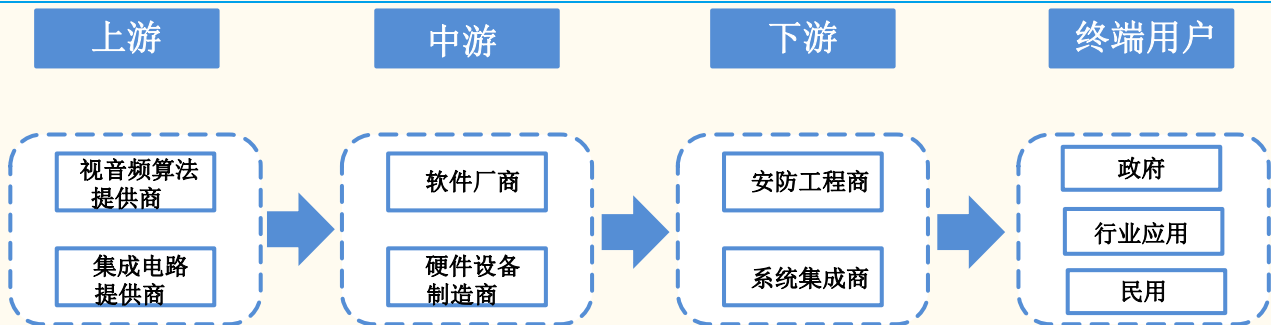 上游
中游
下游
终端用户
视音频算法
提供商
集成电路
提供商
软件厂商
硬件设备
制造商
安防工程商
系统集成商
政府
行业应用
民用